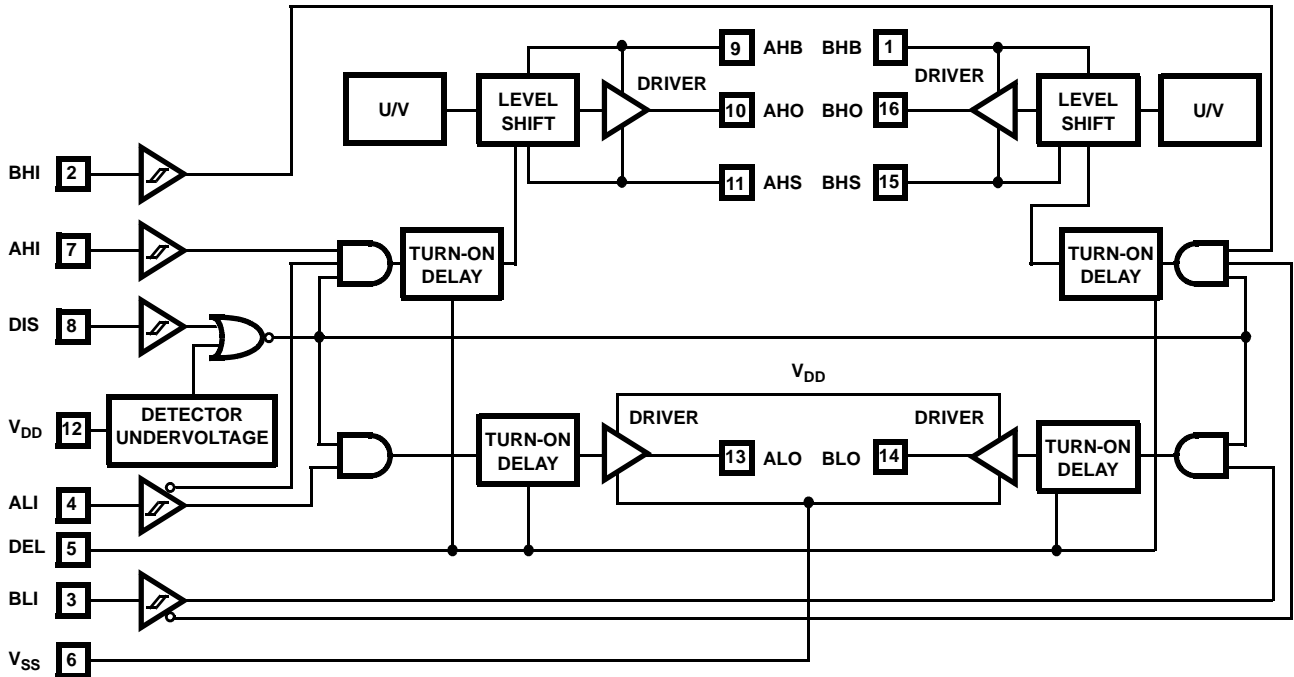 9 AHB BHB 1
DRIVER DRIVER
U/V
LEVEL
SHIFT
10 AHO BHO 16
LEVEL
SHIFT
U/V
BHI 2
11 AHS BHS 15
AHI 7
TURN-ON
DELAY
TURN-ON
DELAY
DIS 8
VDD
VDD 12
DETECTOR
UNDERVOLTAGE
DRIVER DRIVER
TURN-ON
DELAY
13 ALO BLO 14
TURN-ON
DELAY
ALI 4
DEL 5
BLI 3
VSS 6